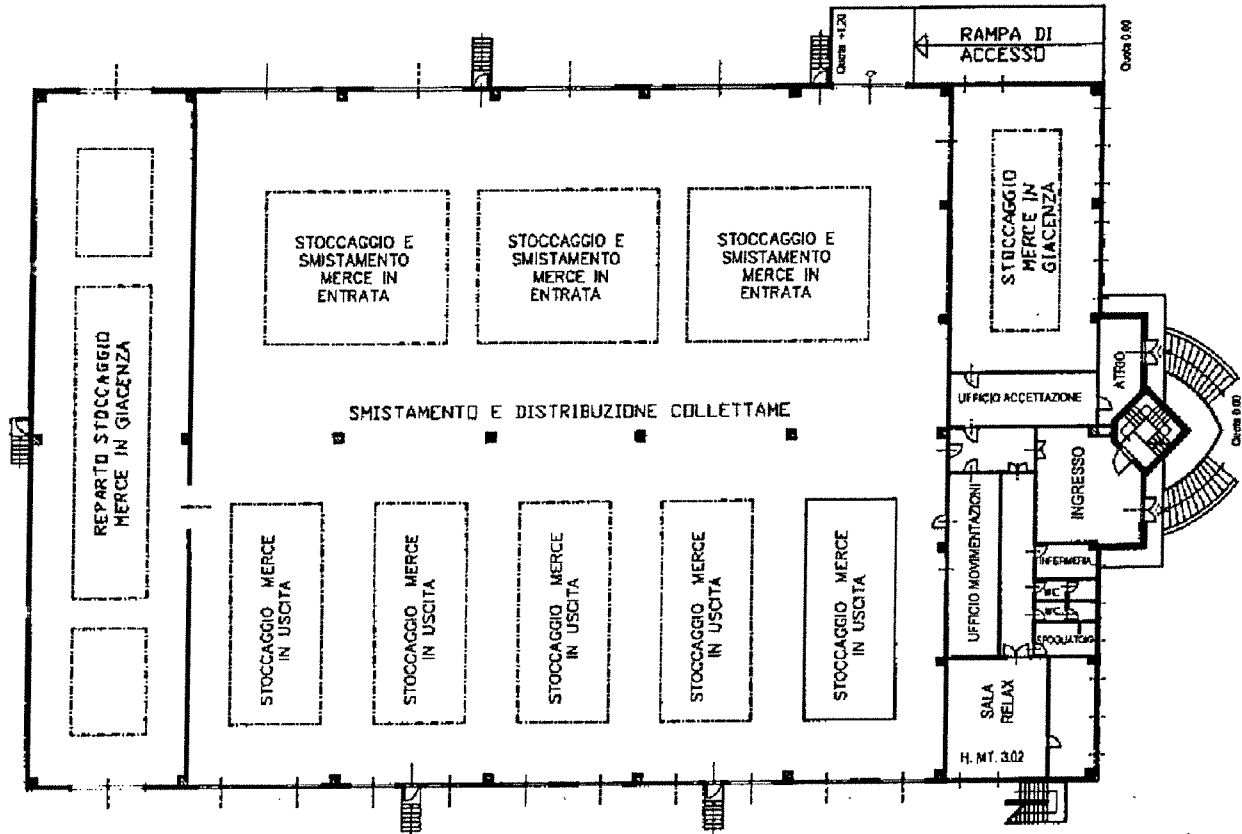 RAMPA DI
ACCESSO
Quota +1.20
Quota 0.00
STOCCAGGIO E
SMISTAMENTO
MERCE IN
ENTRATA
STOCCAGGIO E
SMISTAMENTO
MERCE IN
ENTRATA
STOCCAGGIO E
SMISTAMENTO
MERCE IN
ENTRATA
STOCCAGGIO
MERCE IN
GIACENZA
REPARTO STOCCAGGIO
MERCE IN GIACENZA
SMISTAMENTO E DISTRIBUZIONE COLLETTAME
UFFICIO ACCETTAZIONE
ATRIO
Quota 0.00
INGRESSO
UFFICIO MOVIMENTAZIONI
INFERMERIA
WC
WC
SPOGLIATOIO
STOCCAGGIO MERCE
IN USCITA
STOCCAGGIO MERCE
IN USCITA
STOCCAGGIO MERCE
IN USCITA
STOCCAGGIO MERCE
IN USCITA
STOCCAGGIO MERCE
IN USCITA
SALA
RELAX
H. MT. 3.02